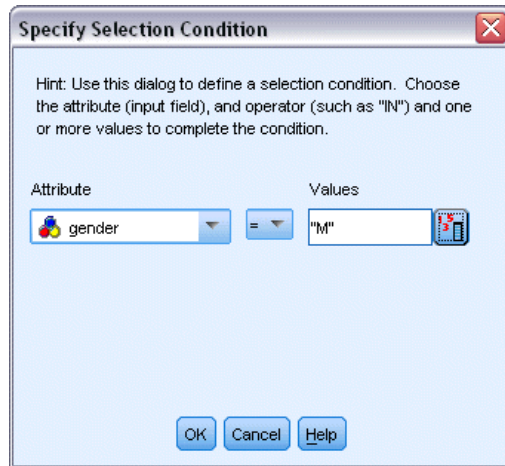 Specify Selection Condition
Hint: Use this dialog to define a selection condition. Choose
the attribute (input field), and operator (such as "IN") and one
or more values to complete the condition.
Attribute Values
gender = "M"
OK Cancel Help